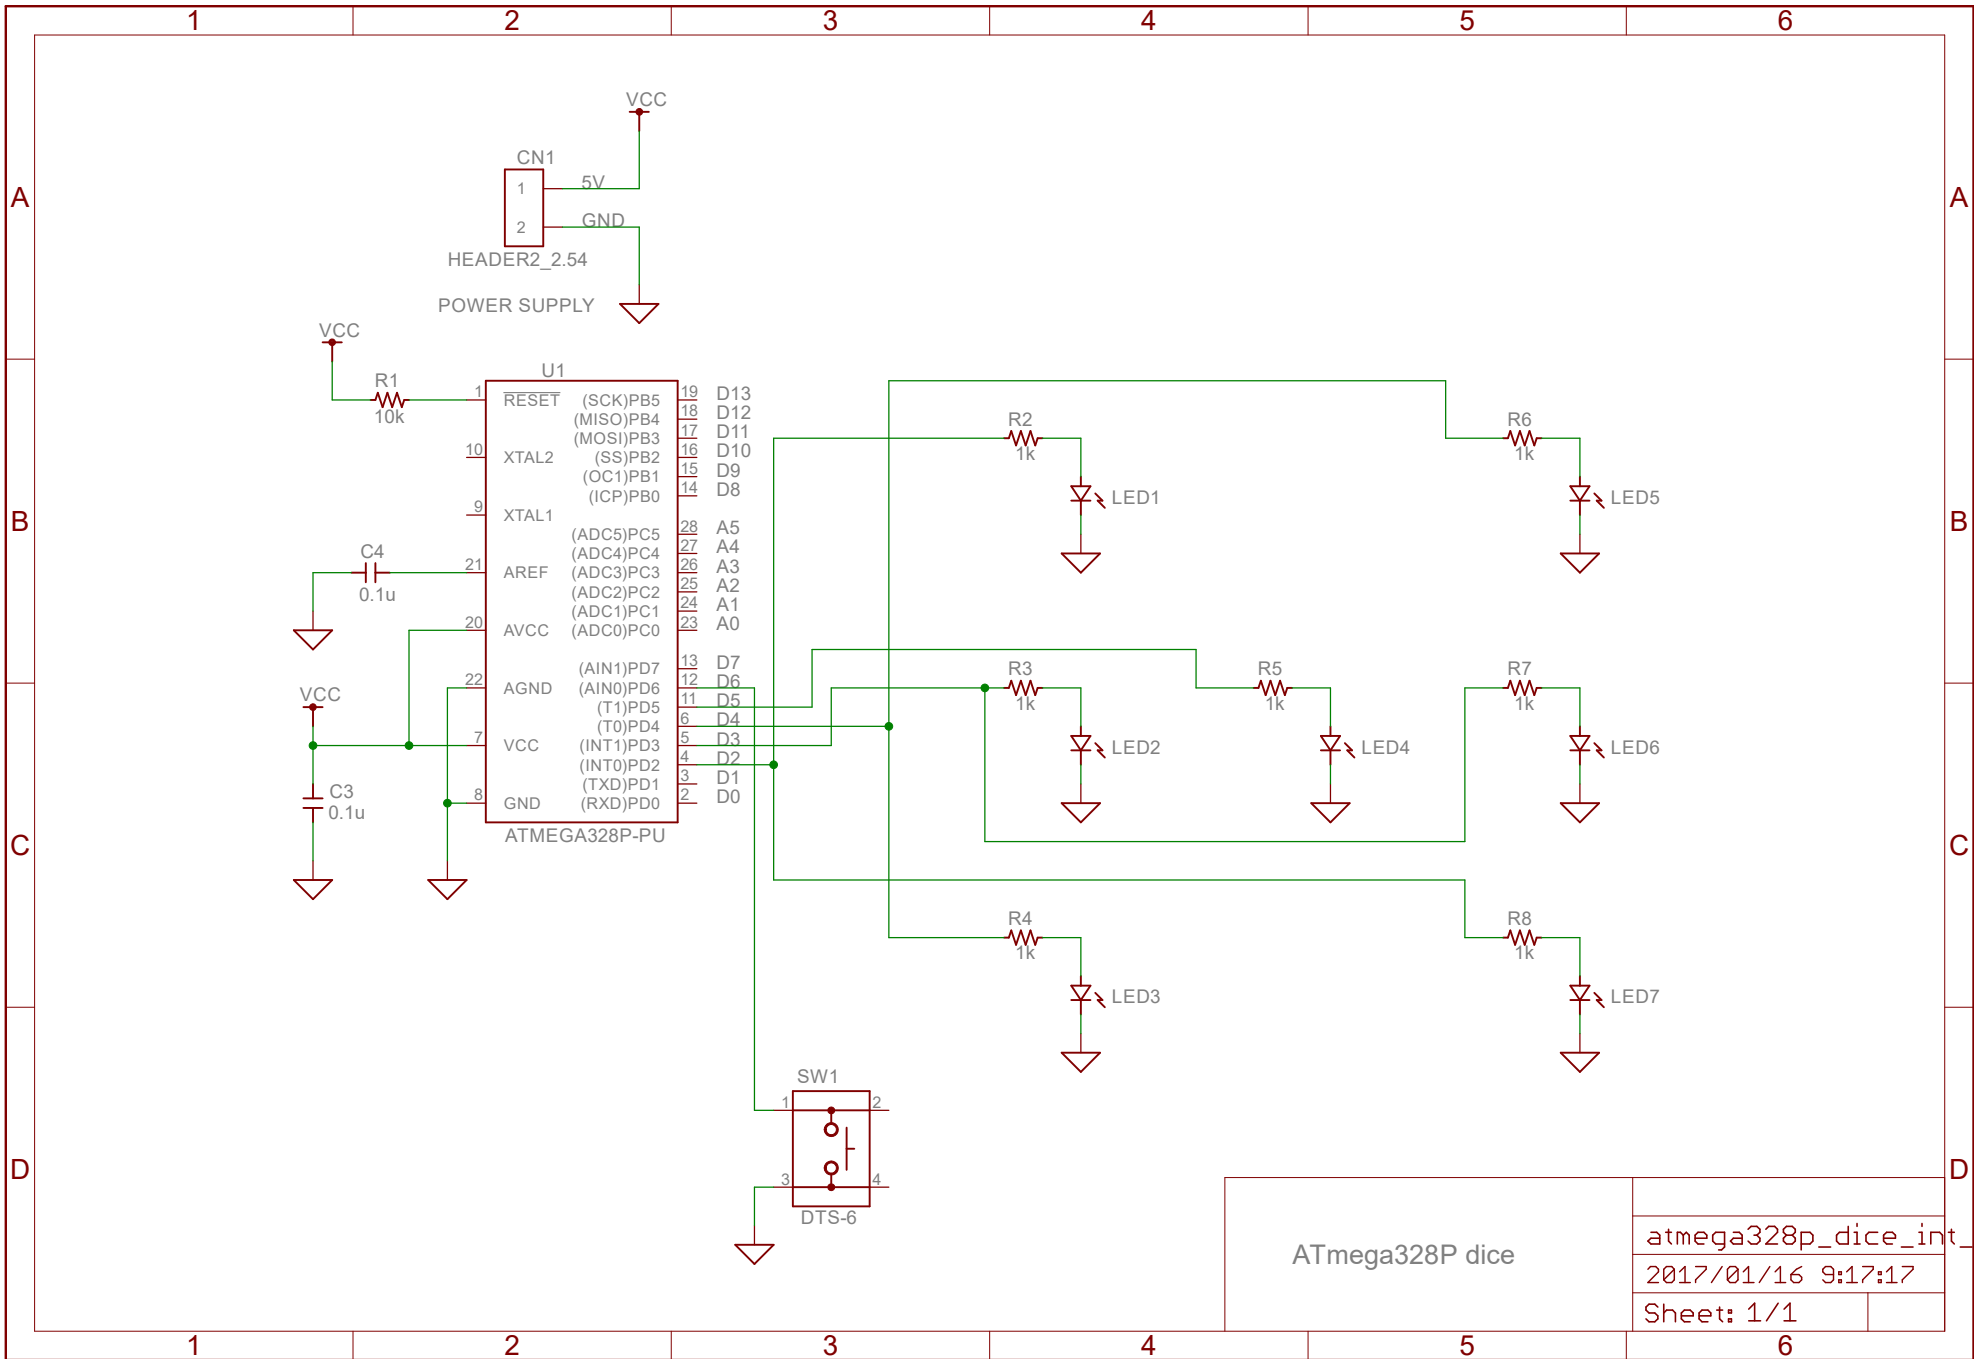 1 2 3 4 5 6
VCC
CN1
1 5V
2 GND
HEADER2_2.54
POWER SUPPLY
A A
VCC
R1
10k
U1
1 RESET (SCK)PB5 19 D13
(MISO)PB4 18 D12
(MOSI)PB3 17 D11
10 XTAL2 (SS)PB2 16 D10
(OC1)PB1 15 D9
(ICP)PB0 14 D8
9 XTAL1
(ADC5)PC5 28 A5
(ADC4)PC4 27 A4
21 AREF (ADC3)PC3 26 A3
(ADC2)PC2 25 A2
(ADC1)PC1 24 A1
20 AVCC (ADC0)PC0 23 A0
(AIN1)PD7 13 D7
22 AGND (AIN0)PD6 12 D6
(T1)PD5 11 D5
(T0)PD4 6 D4
7 VCC (INT1)PD3 5 D3
(INT0)PD2 4 D2
(TXD)PD1 3 D1
8 GND (RXD)PD0 2 D0
ATMEGA328P-PU
C4
0.1u
VCC
C3
0.1u
B B
R2
1k
LED1
R6
1k
LED5
R3
1k
LED2
R5
1k
LED4
R7
1k
LED6
C C
R4
1k
LED3
R8
1k
LED7
SW1
1 2
3 4
DTS-6
D D
ATmega328P dice
atmega328p_dice_int_
2017/01/16 9:17:17
Sheet: 1/1
1 2 3 4 5 6